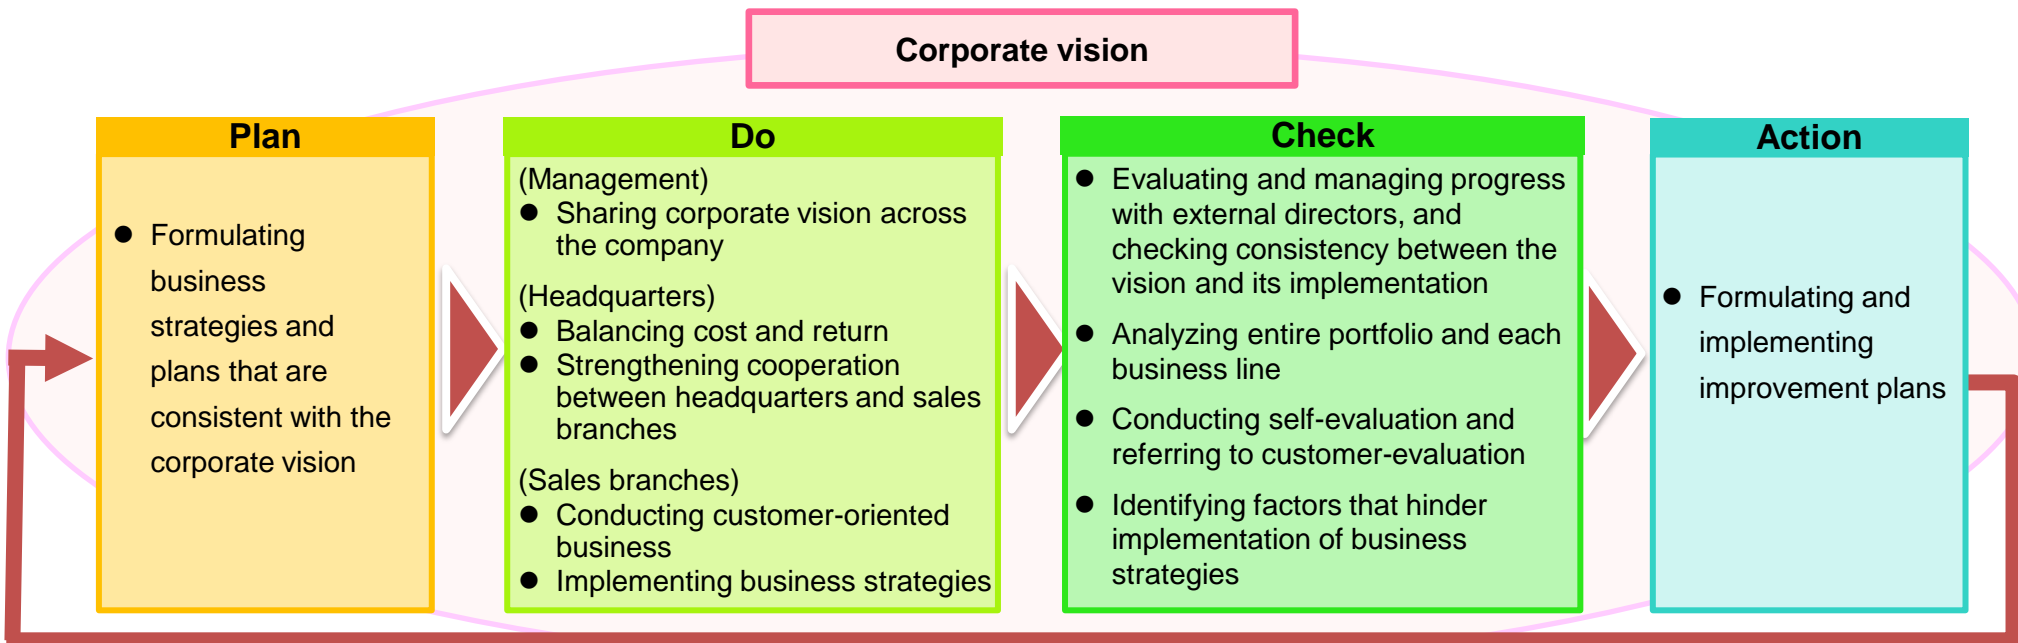 Corporate vision
Plan
● Formulating
business
strategies and
plans that are
consistent with the
corporate vision
Do
(Management)
● Sharing corporate vision across
the company
(Headquarters)
● Balancing cost and return
● Strengthening cooperation
between headquarters and sales
branches
(Sales branches)
● Conducting customer-oriented
business
● Implementing business strategies
Check
● Evaluating and managing progress
with external directors, and
checking consistency between the
vision and its implementation
● Analyzing entire portfolio and each
business line
● Conducting self-evaluation and
referring to customer-evaluation
● Identifying factors that hinder
implementation of business
strategies
Action
● Formulating and
implementing
improvement plans